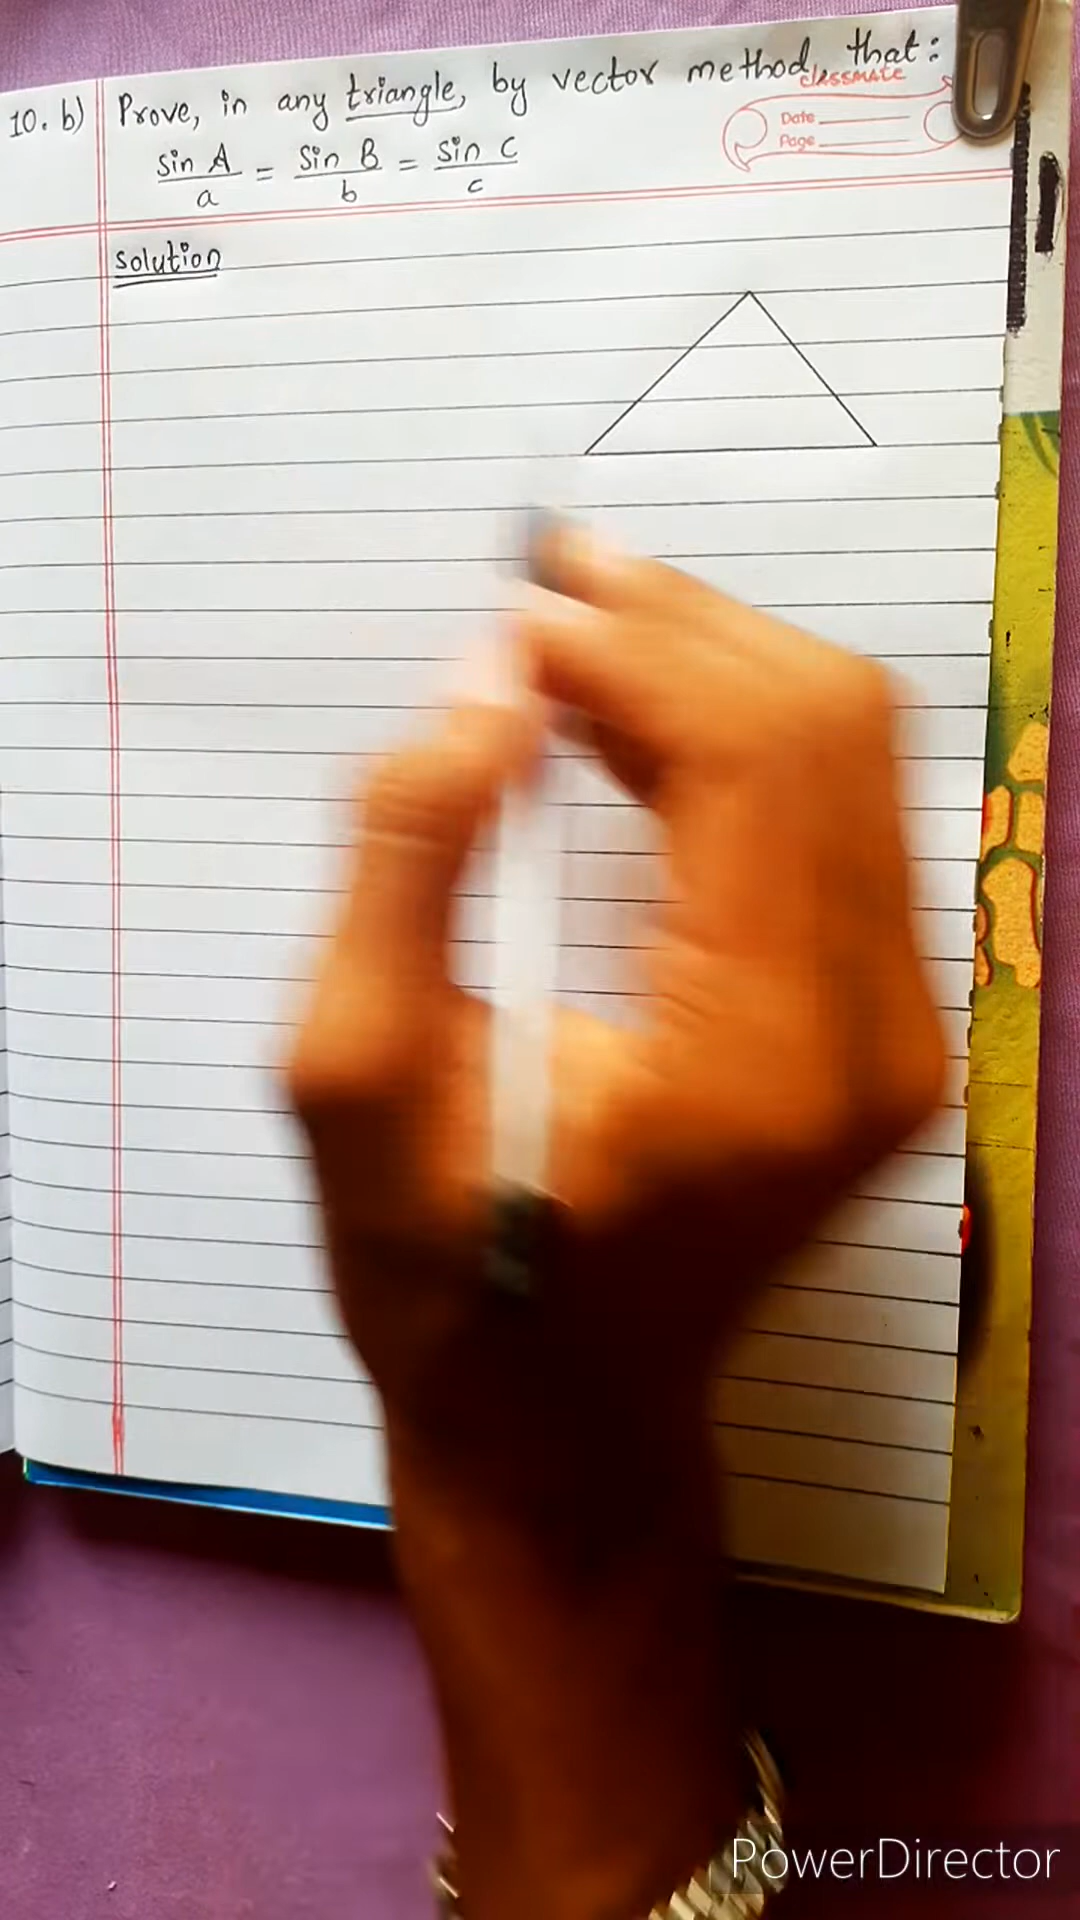 10. b) Prove, in any triangle, by vector method, that:
classmate
Date
Page
sin A / a = sin B / b = sin C / c
solution
PowerDirector